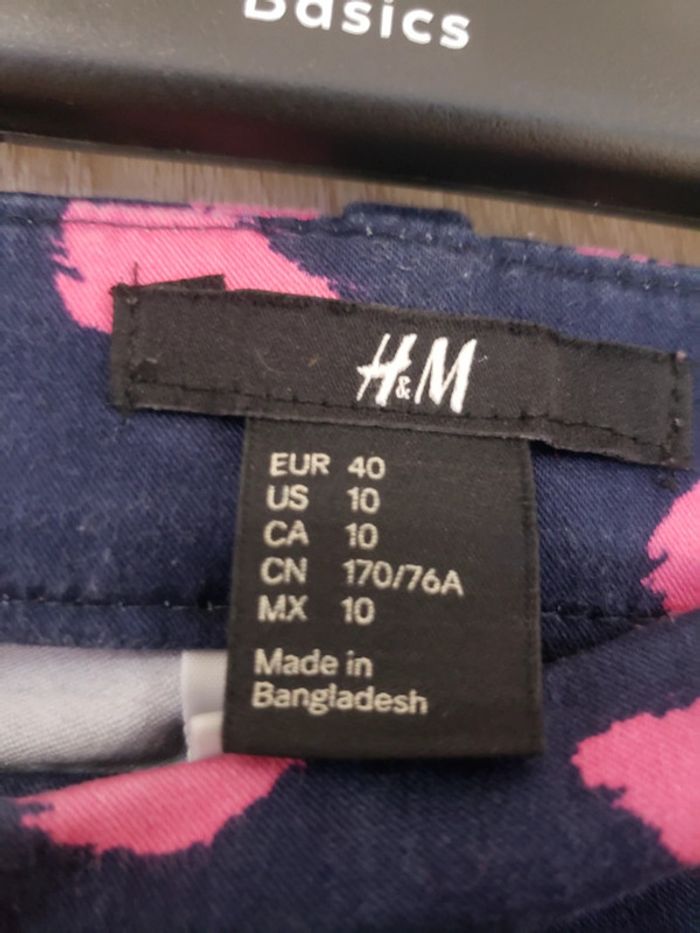 Basics
H&M
EUR 40
US 10
CA 10
CN 170/76A
MX 10
Made in
Bangladesh